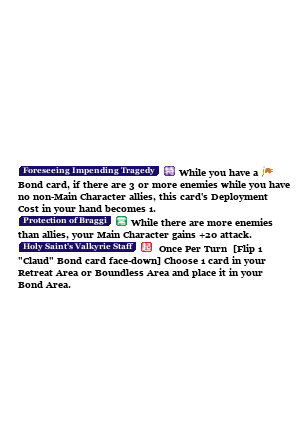 Foreseeing Impending Tragedy 特 While you have a
Bond card, if there are 3 or more enemies while you have
no non-Main Character allies, this card's Deployment
Cost in your hand becomes 1.
Protection of Braggi 常 While there are more enemies
than allies, your Main Character gains +20 attack.
Holy Saint's Valkyrie Staff 起 Once Per Turn [Flip 1
"Claud" Bond card face-down] Choose 1 card in your
Retreat Area or Boundless Area and place it in your
Bond Area.